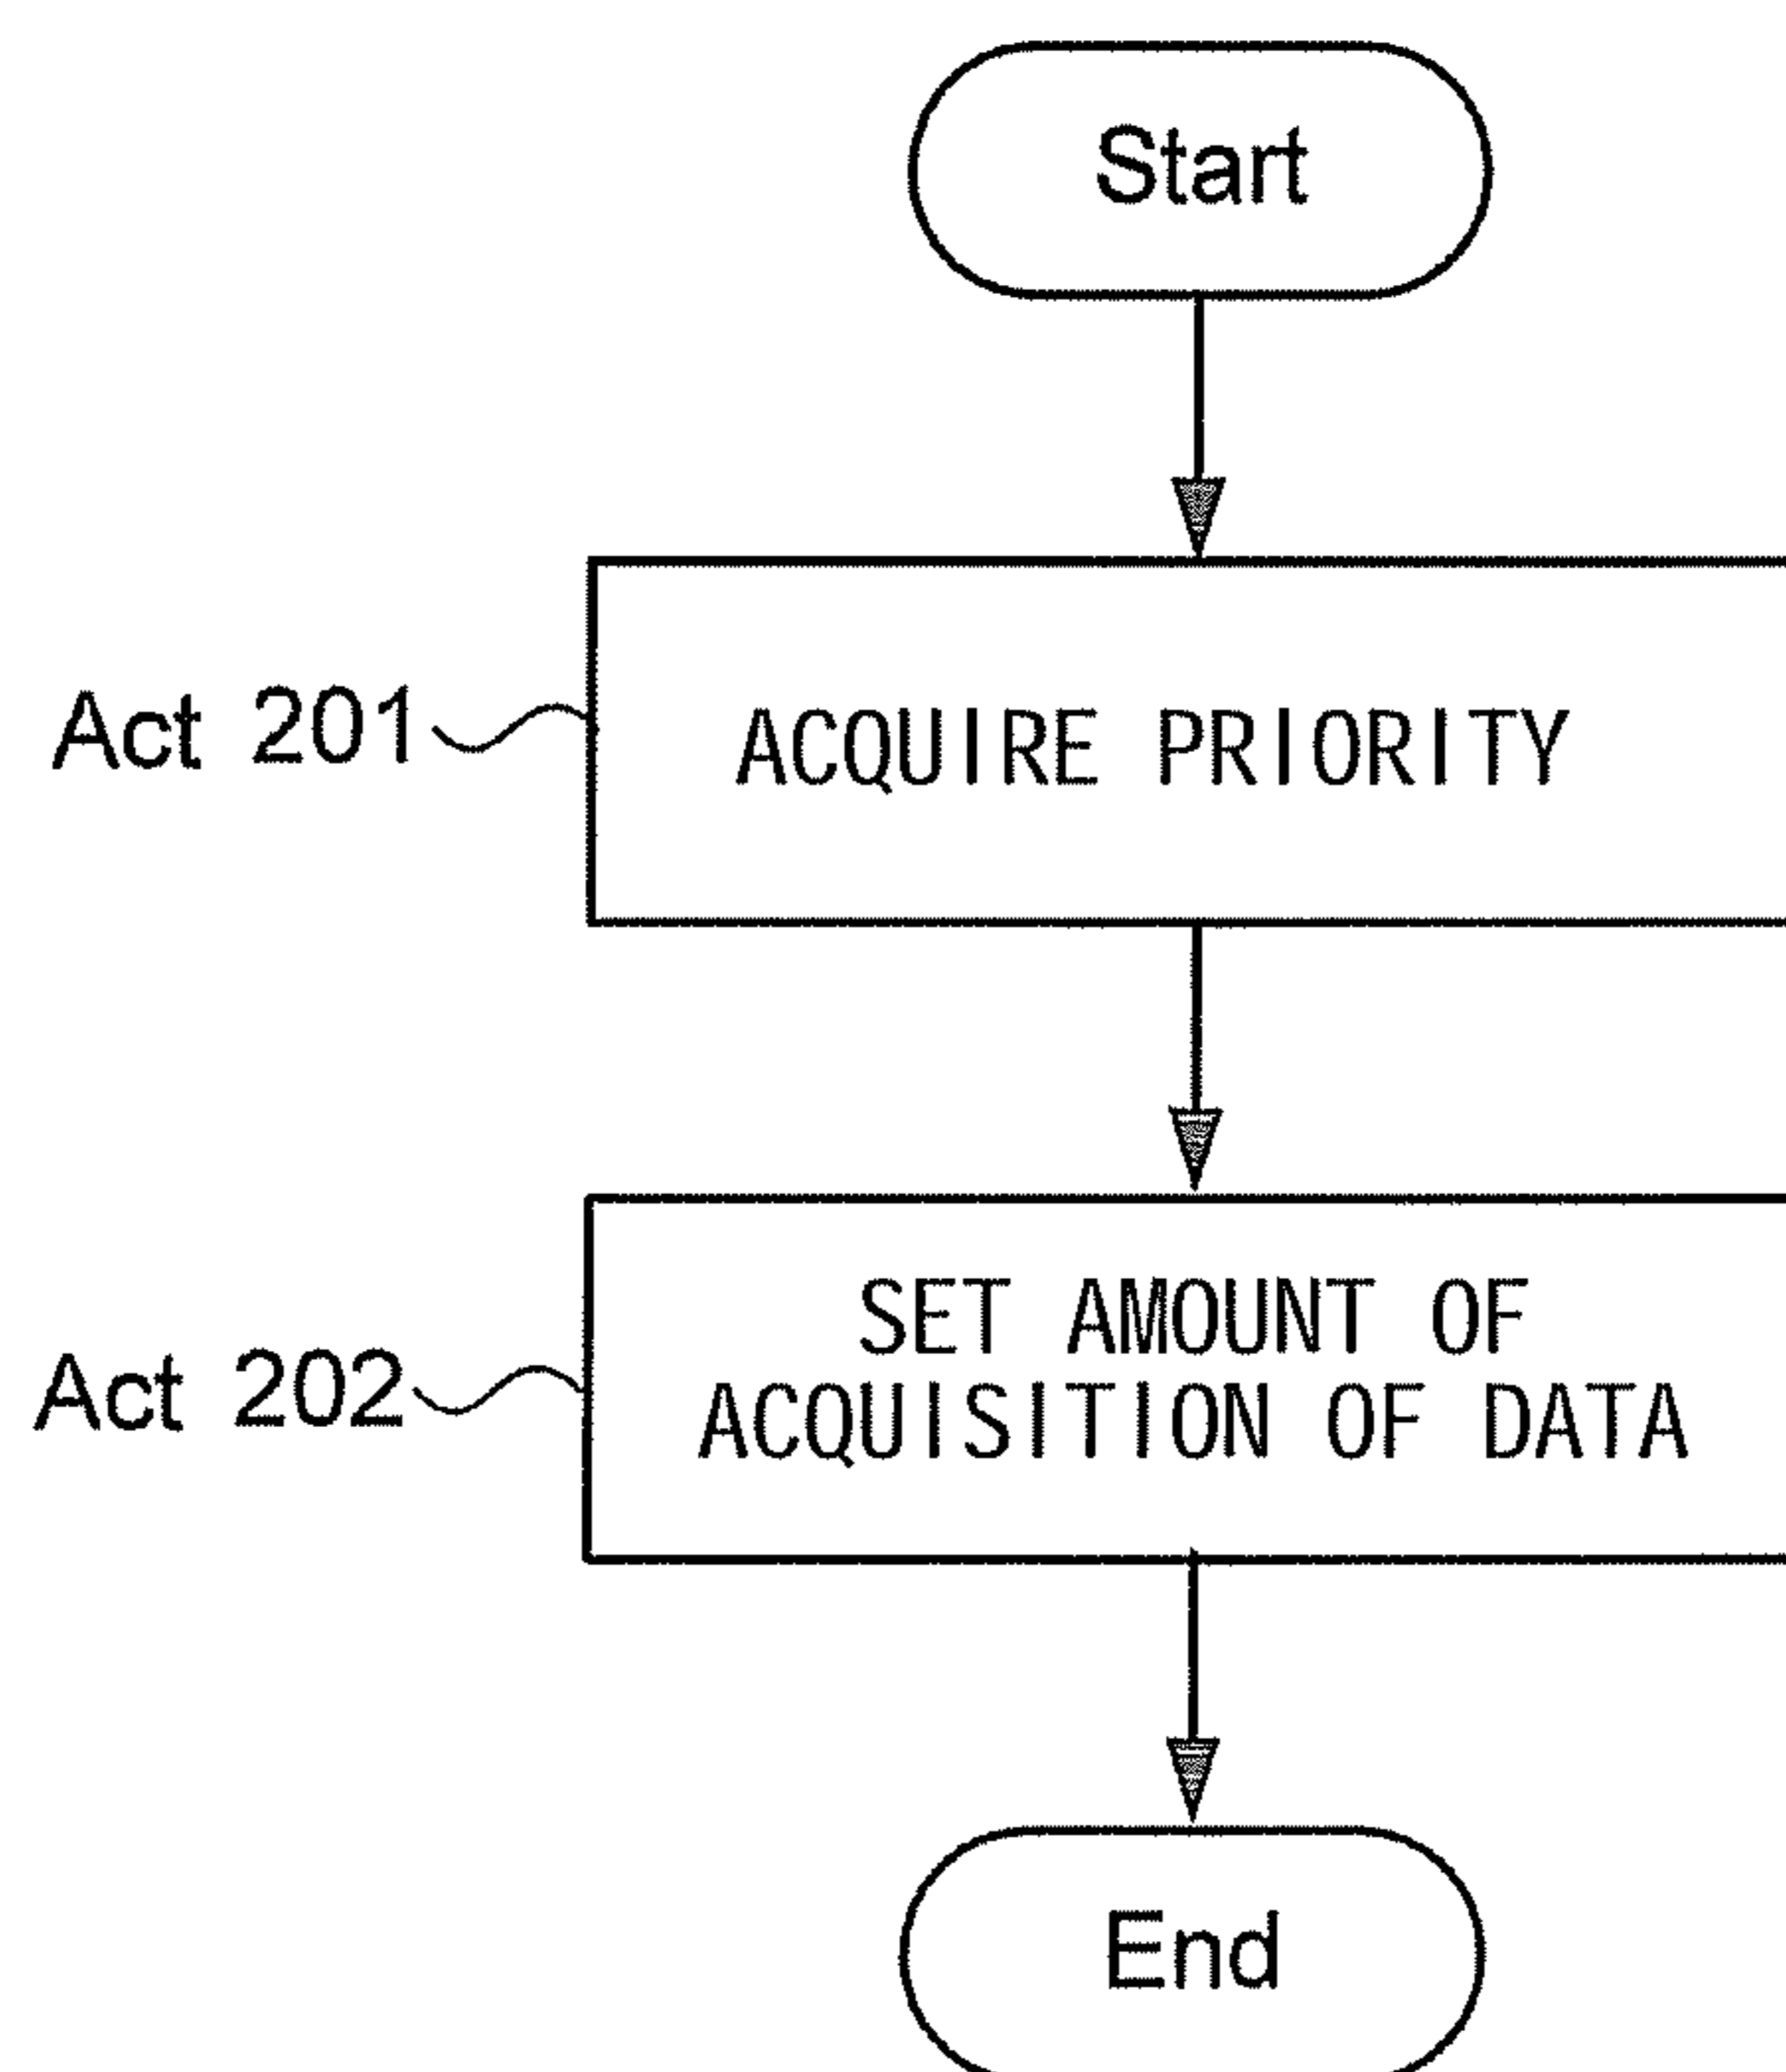 Start
Act 201
ACQUIRE PRIORITY
Act 202
SET AMOUNT OF
ACQUISITION OF DATA
End